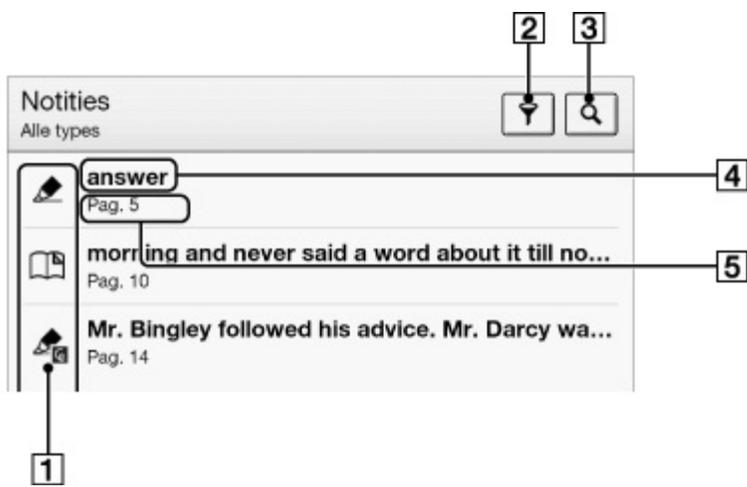 2 3
Notities
Alle types
answer
4
Pag. 5
morning and never said a word about it till no...
5
Pag. 10
Mr. Bingley followed his advice. Mr. Darcy wa...
Pag. 14
1